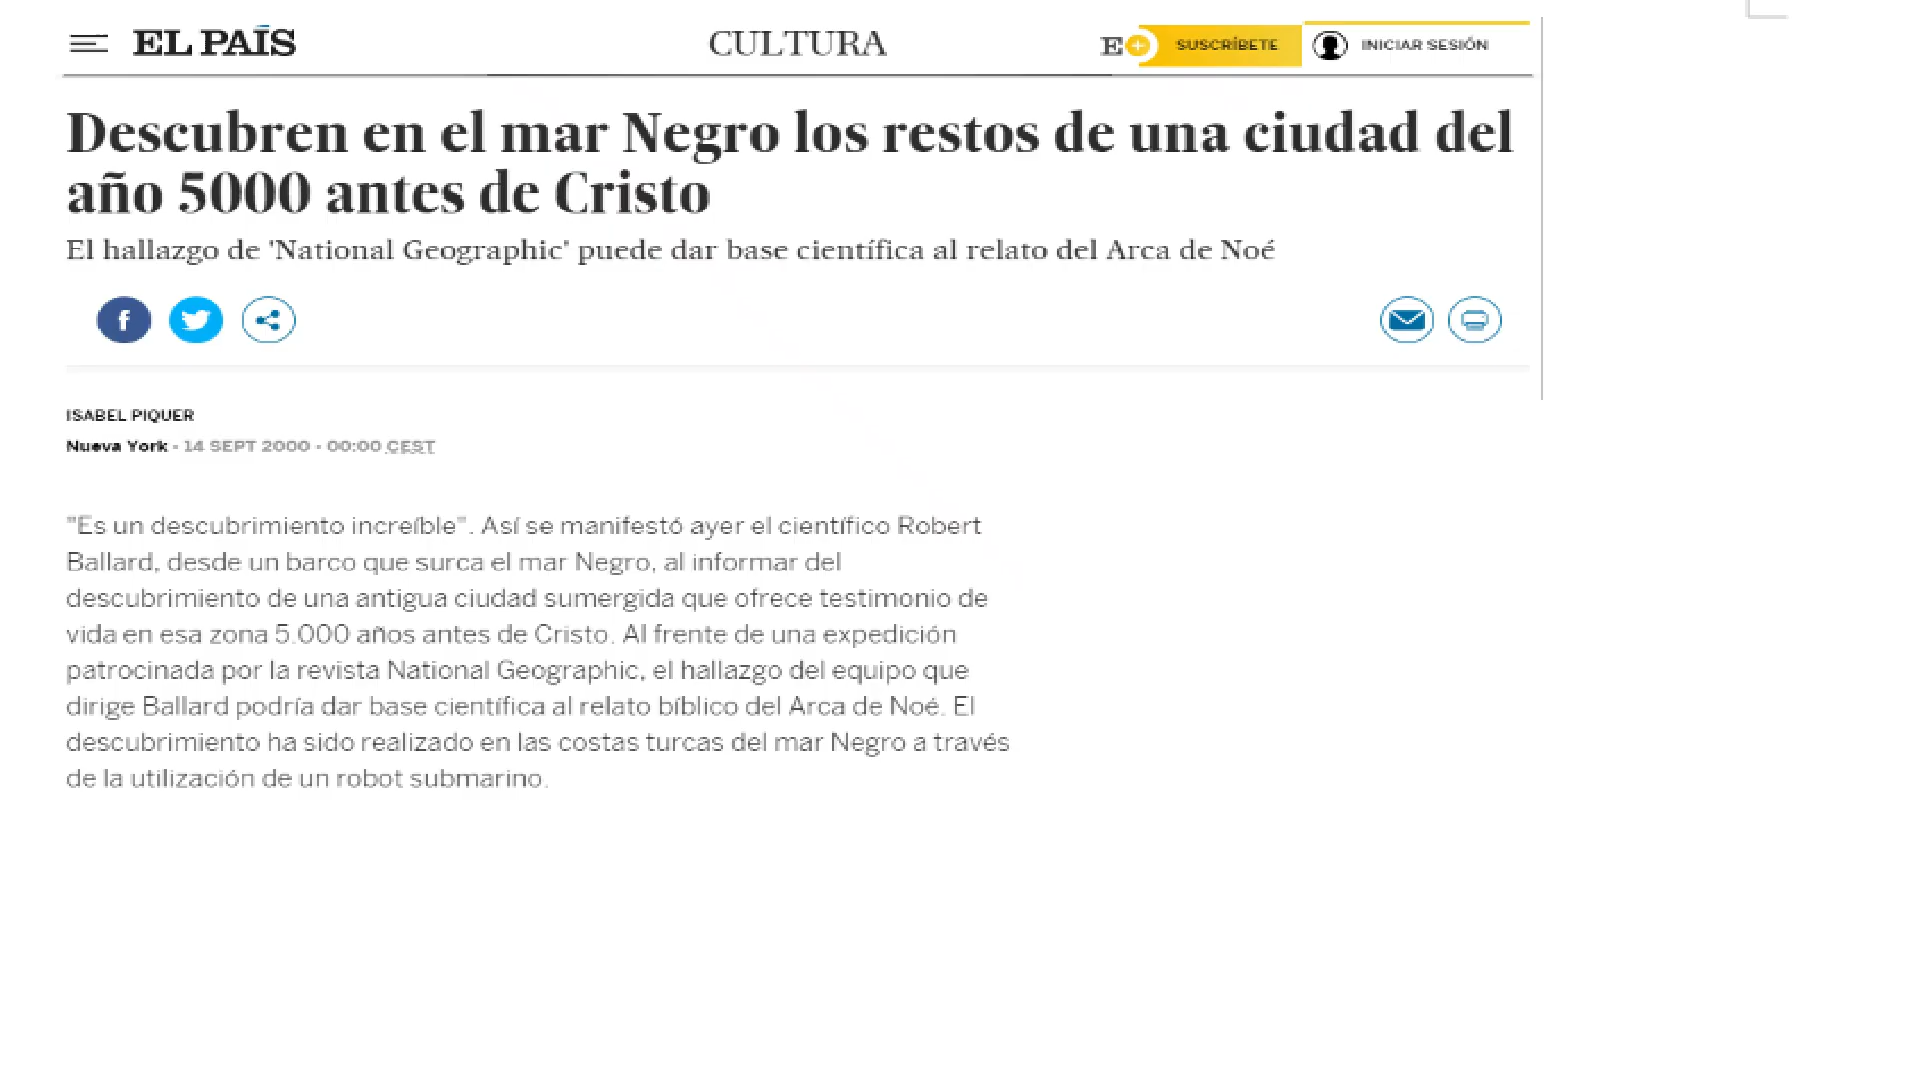 EL PAÍS
CULTURA
E+ SUSCRÍBETE
INICIAR SESIÓN
Descubren en el mar Negro los restos de una ciudad del
año 5000 antes de Cristo
El hallazgo de 'National Geographic' puede dar base científica al relato del Arca de Noé
f
ISABEL PIQUER
Nueva York - 14 SEPT 2000 - 00:00 CEST
"Es un descubrimiento increíble". Así se manifestó ayer el científico Robert
Ballard, desde un barco que surca el mar Negro, al informar del
descubrimiento de una antigua ciudad sumergida que ofrece testimonio de
vida en esa zona 5.000 años antes de Cristo. Al frente de una expedición
patrocinada por la revista National Geographic, el hallazgo del equipo que
dirige Ballard podría dar base científica al relato bíblico del Arca de Noé. El
descubrimiento ha sido realizado en las costas turcas del mar Negro a través
de la utilización de un robot submarino.